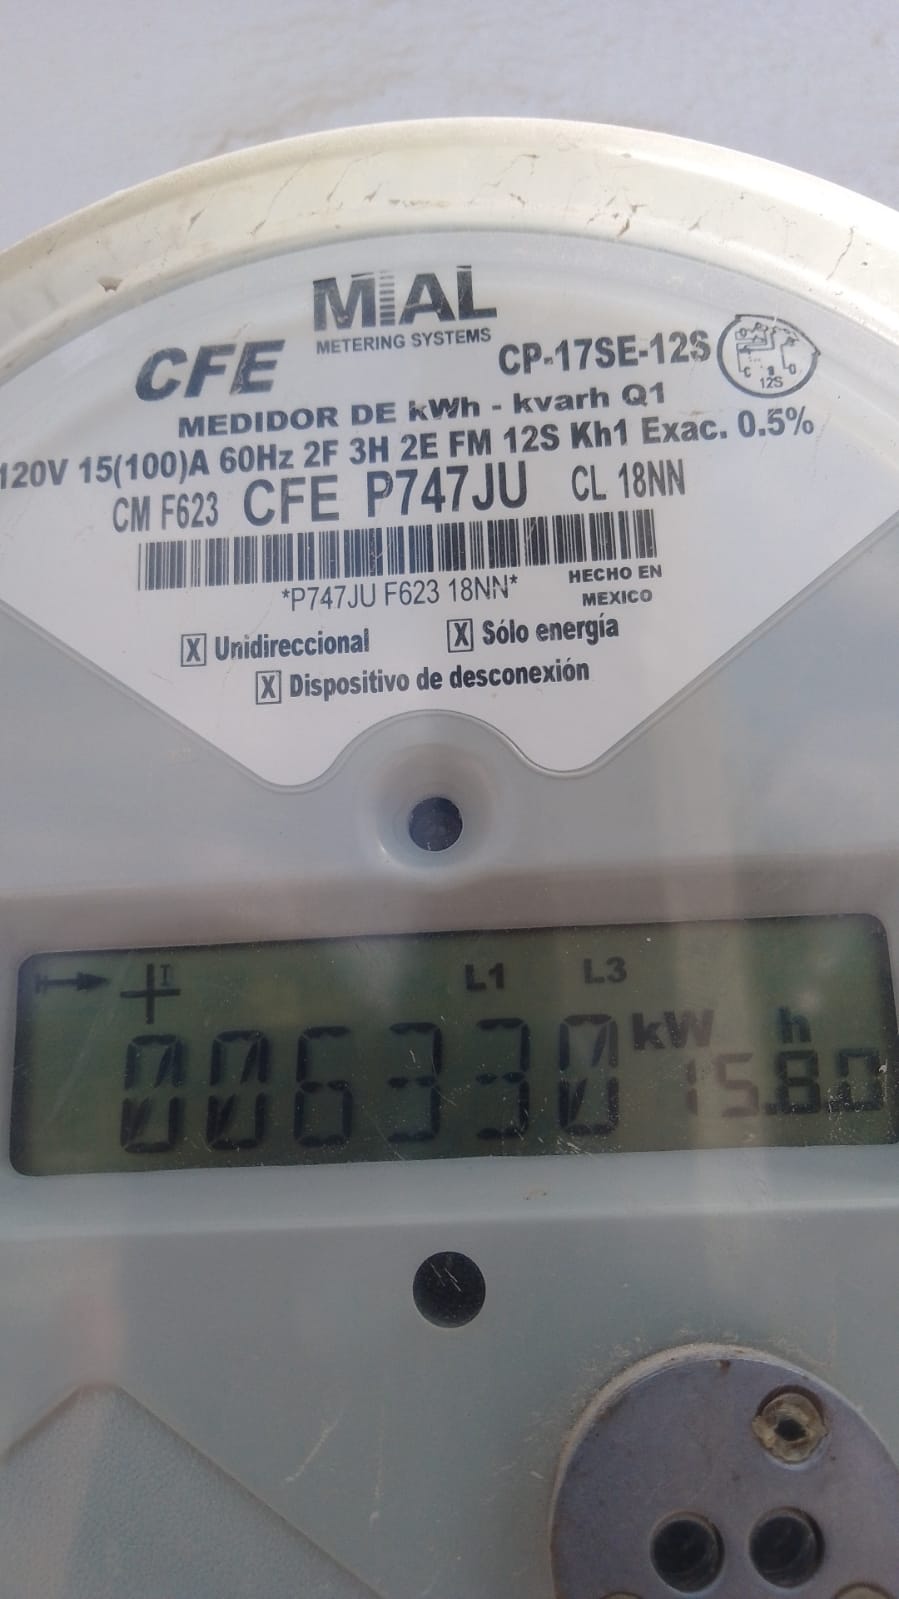 MIAL
METERING SYSTEMS
CFE
CP-17SE-12S
12S
MEDIDOR DE kWh - kvarh Q1
120V 15(100)A 60Hz 2F 3H 2E FM 12S Kh1 Exac. 0.5%
CM F623 CFE P747JU CL 18NN
*P747JU F623 18NN*
HECHO EN
MEXICO
X Unidireccional X Sólo energía
X Dispositivo de desconexión
L1 L3
006330 kW h
15.8.0